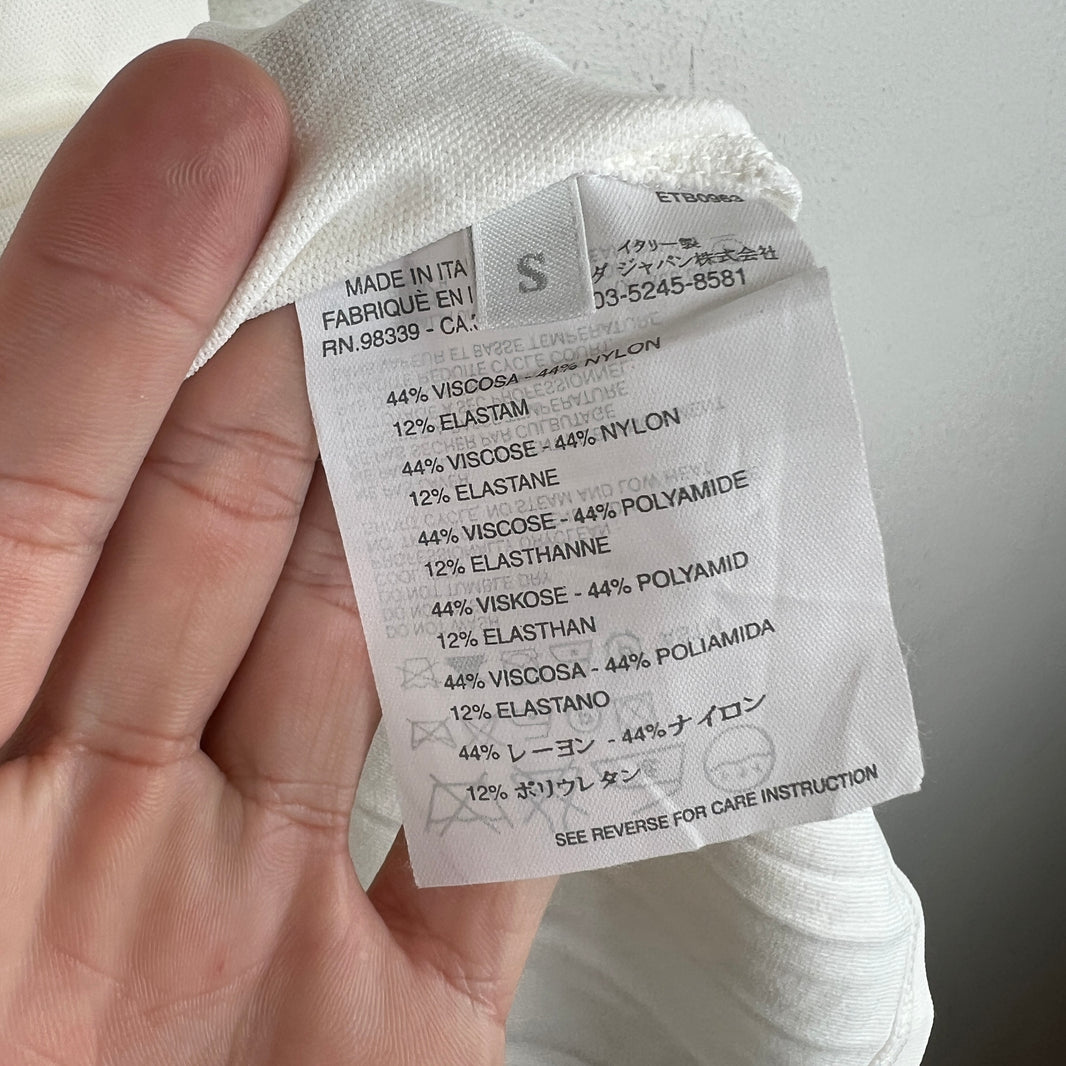 ETB0963
S
イタリー製
ダ ジャパン株式会社
03-5245-8581
MADE IN ITA
FABRIQUÈ EN I
RN.98339 - CA.
44% VISCOSA - 44% NYLON
12% ELASTAM
44% VISCOSE - 44% NYLON
12% ELASTANE
44% VISCOSE - 44% POLYAMIDE
12% ELASTHANNE
44% VISKOSE - 44% POLYAMID
12% ELASTHAN
44% VISCOSA - 44% POLIAMIDA
12% ELASTANO
44% レーヨン - 44% ナイロン
12% ポリウレタン
SEE REVERSE FOR CARE INSTRUCTION